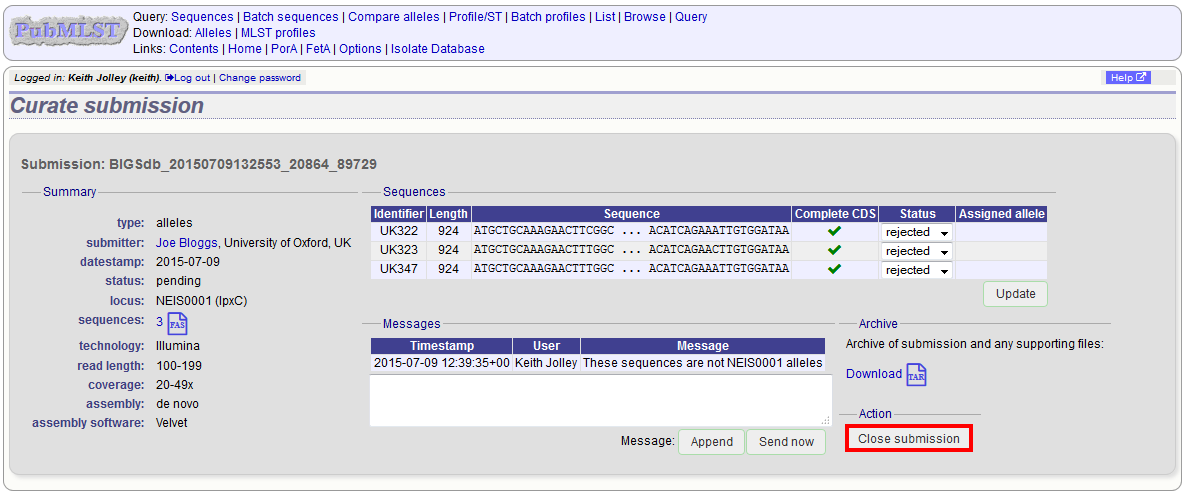 PubMLST
Query: Sequences | Batch sequences | Compare alleles | Profile/ST | Batch profiles | List | Browse | Query
Download: Alleles | MLST profiles
Links: Contents | Home | PorA | FetA | Options | Isolate Database
Logged in: Keith Jolley (keith). Log out | Change password
Help
Curate submission
Submission: BIGSdb_20150709132553_20864_89729
Summary
type: alleles
submitter: Joe Bloggs, University of Oxford, UK
datestamp: 2015-07-09
status: pending
locus: NEIS0001 (lpxC)
sequences: 3 FAS
technology: Illumina
read length: 100-199
coverage: 20-49x
assembly: de novo
assembly software: Velvet
Sequences
Identifier Length Sequence Complete CDS Status Assigned allele
UK322 924 ATGCTGCAAAGAACTTCGGC ... ACATCAGAAATTGTGGATAA rejected
UK323 924 ATGCTGCAAAGAACTTTGGC ... ACATCAGAAATTGTGGATAA rejected
UK347 924 ATGCTGCAAAGAACTTTGGC ... ACATCAGAAATTGTGGATAA rejected
Update
Messages
Timestamp User Message
2015-07-09 12:39:35+00 Keith Jolley These sequences are not NEIS0001 alleles
Message: Append Send now
Archive
Archive of submission and any supporting files:
Download TAR
Action
Close submission